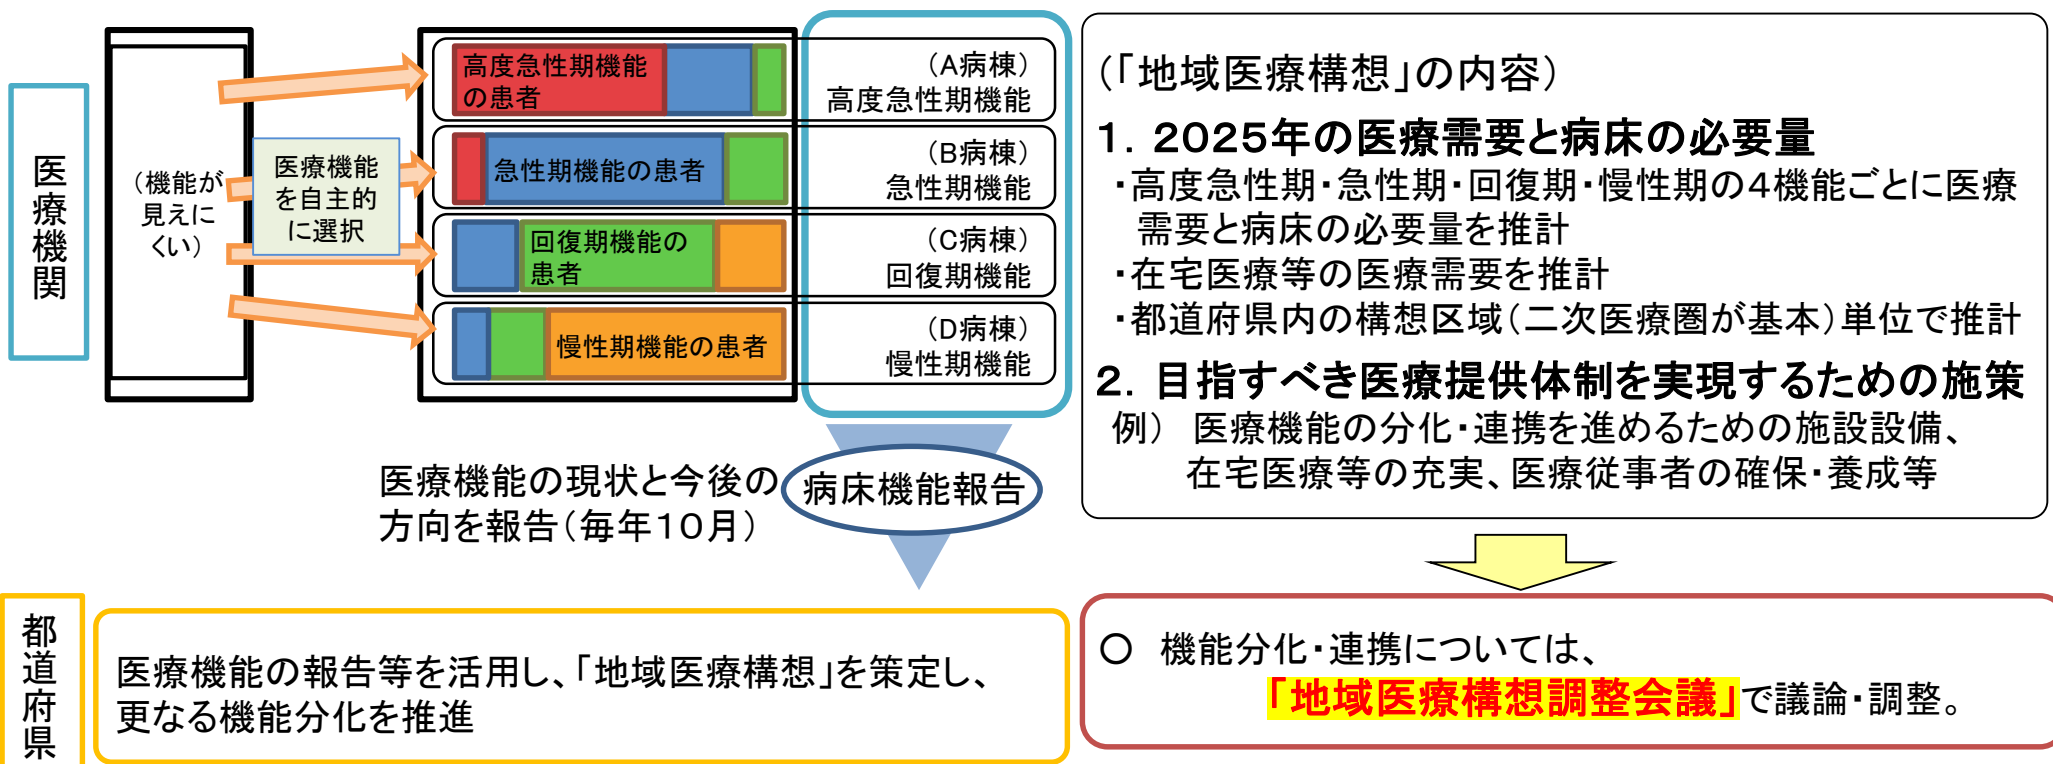 医療機関
(機能が
見えに
くい)
医療機能
を自主的
に選択
高度急性期機能
の患者
(A病棟)
高度急性期機能
急性期機能の患者
(B病棟)
急性期機能
回復期機能の
患者
(C病棟)
回復期機能
慢性期機能の患者
(D病棟)
慢性期機能
医療機能の現状と今後の
方向を報告(毎年10月)
病床機能報告
(「地域医療構想」の内容)
1．2025年の医療需要と病床の必要量
・高度急性期・急性期・回復期・慢性期の4機能ごとに医療
需要と病床の必要量を推計
・在宅医療等の医療需要を推計
・都道府県内の構想区域(二次医療圏が基本)単位で推計
2．目指すべき医療提供体制を実現するための施策
例) 医療機能の分化・連携を進めるための施設設備、
在宅医療等の充実、医療従事者の確保・養成等
都道府県
医療機能の報告等を活用し、「地域医療構想」を策定し、
更なる機能分化を推進
○ 機能分化・連携については、
「地域医療構想調整会議」で議論・調整。